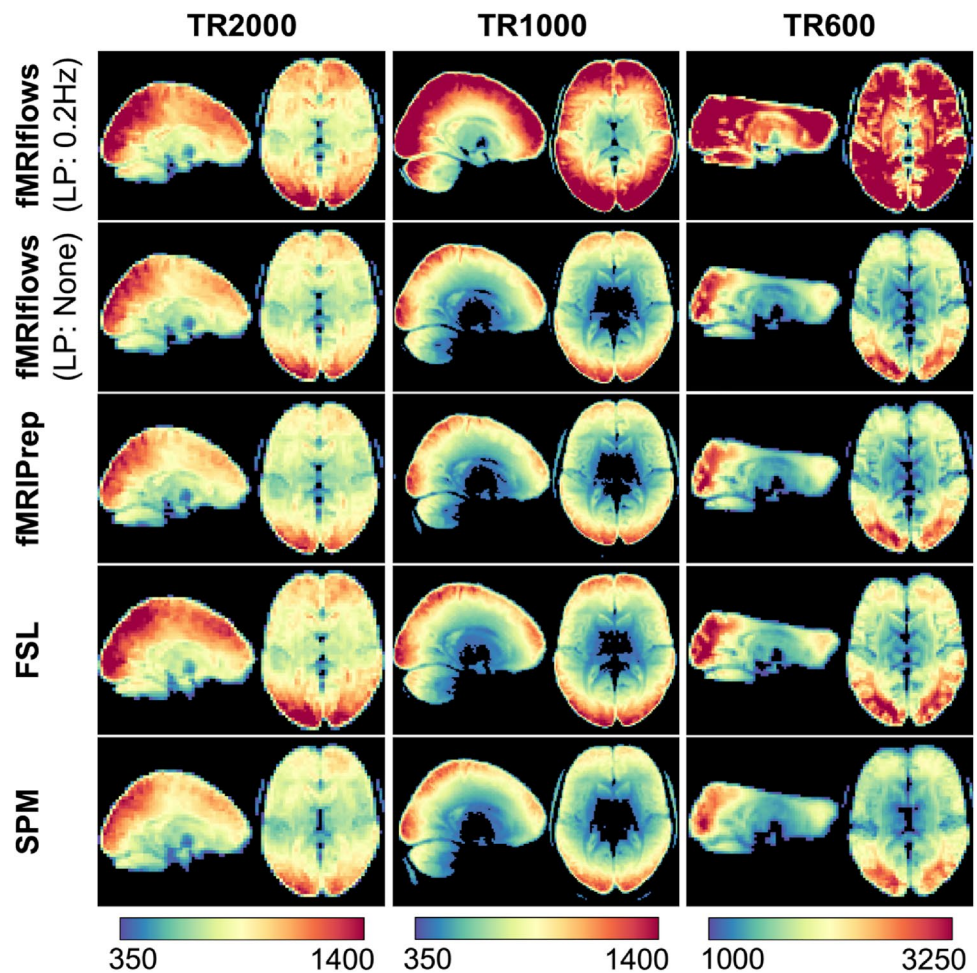 TR2000 TR1000 TR600
fMRIflows
(LP: 0.2Hz)
fMRIflows
(LP: None)
fMRIPrep
FSL
SPM
350 1400 350 1400 1000 3250